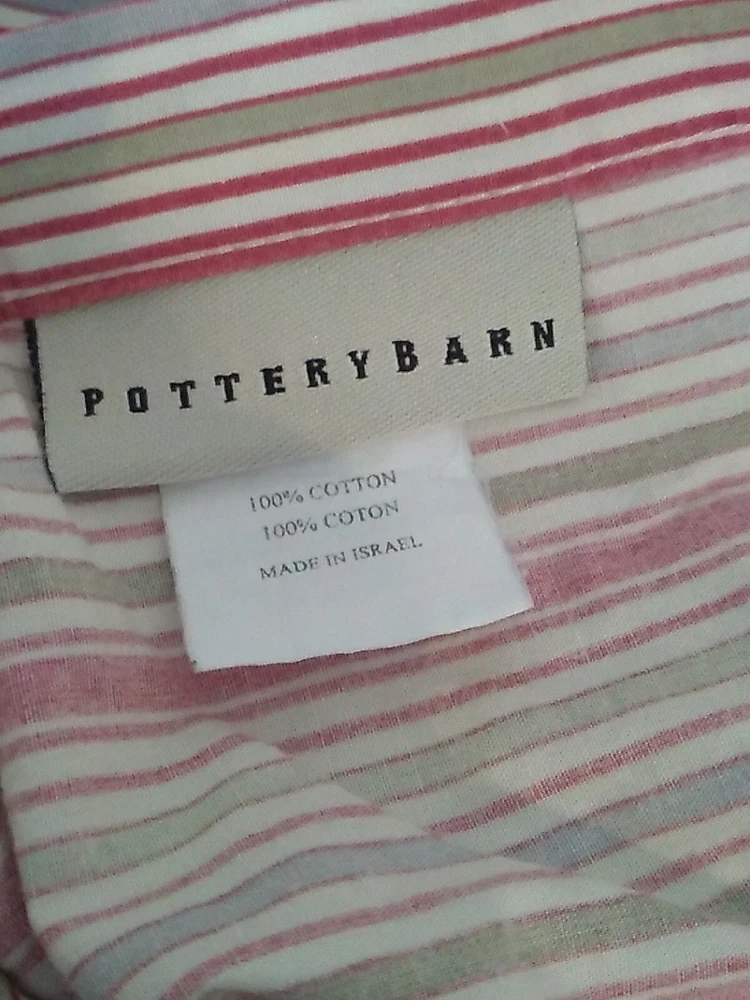 POTTERYBARN
100% COTTON
100% COTON
MADE IN ISRAEL